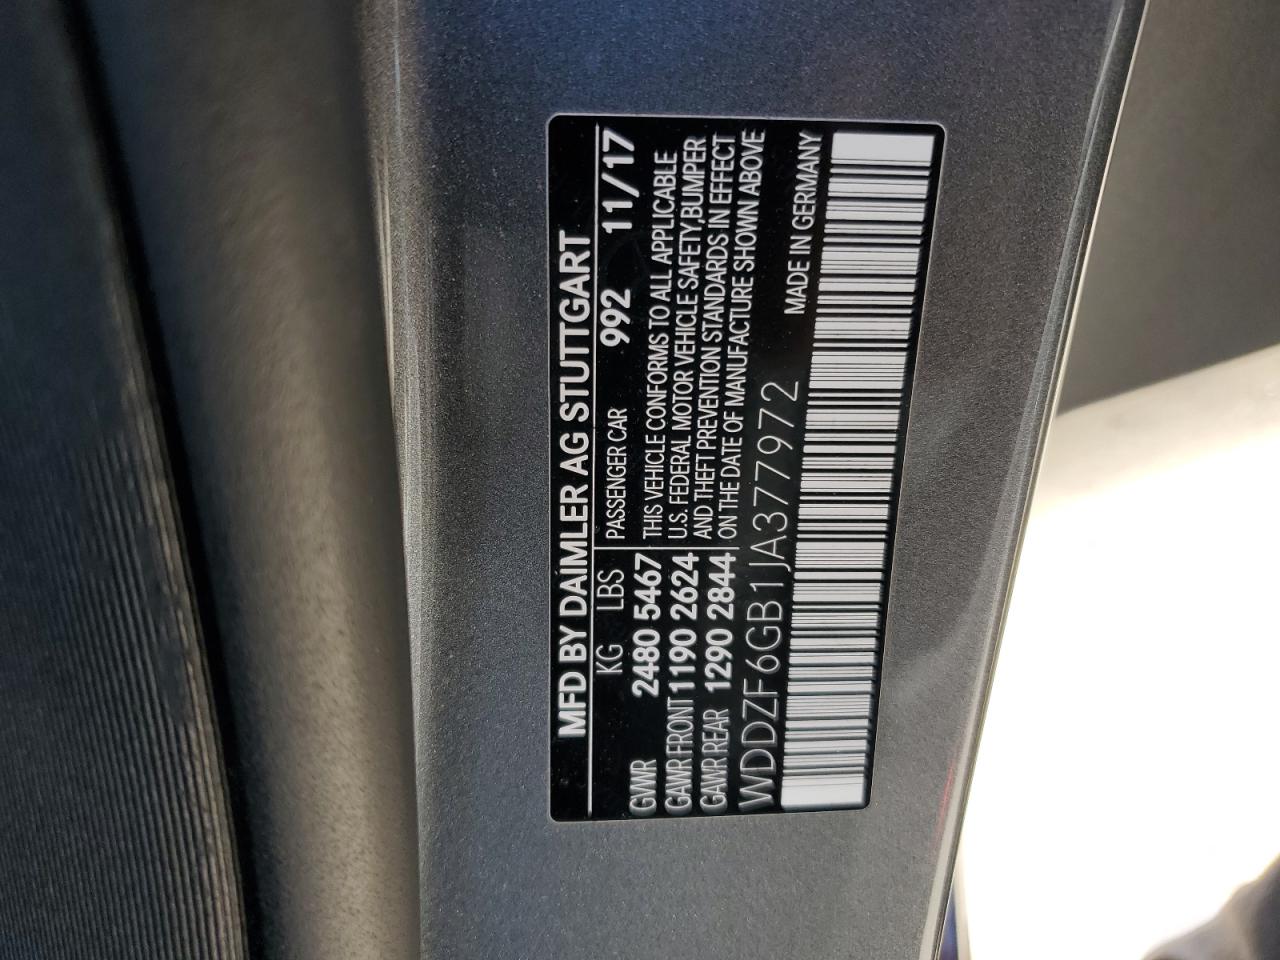 MFD BY DAIMLER AG STUTTGART
KG LBS PASSENGER CAR 992 11/17
GVWR 2480 5467
GAWR FRONT 1190 2624
GAWR REAR 1290 2844
THIS VEHICLE CONFORMS TO ALL APPLICABLE
U.S. FEDERAL MOTOR VEHICLE SAFETY,BUMPER
AND THEFT PREVENTION STANDARDS IN EFFECT
ON THE DATE OF MANUFACTURE SHOWN ABOVE
WDDZF6GB1JA377972 MADE IN GERMANY